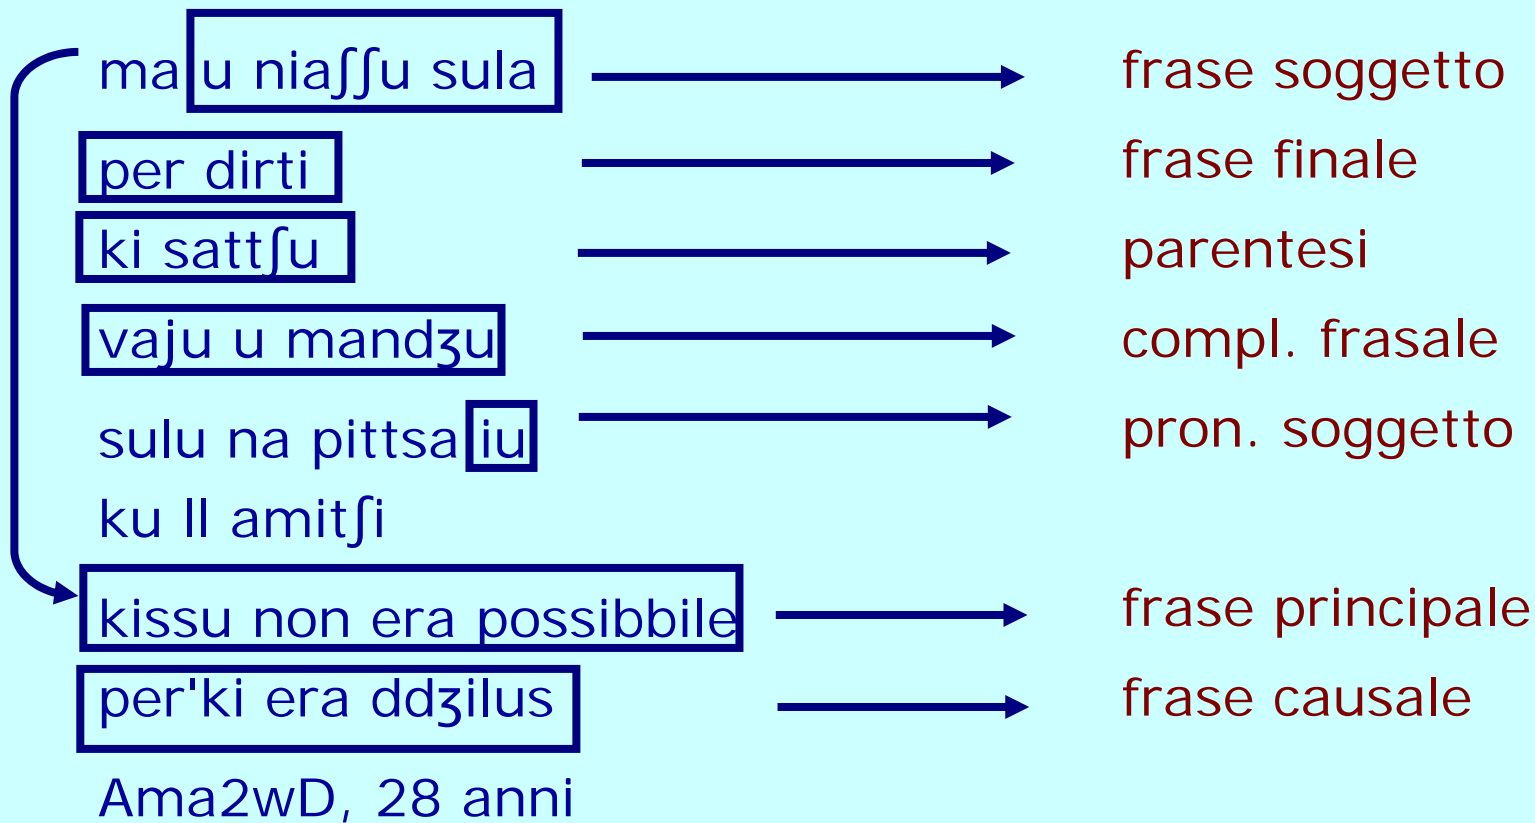 ma u niaʃʃu sula frase soggetto
per dirti frase finale
ki sattʃu parentesi
vaju u mandʒu compl. frasale
sulu na pittsa iu pron. soggetto
ku ll amitʃi
kissu non era possibbile frase principale
per'ki era ddʒilus frase causale
Ama2wD, 28 anni